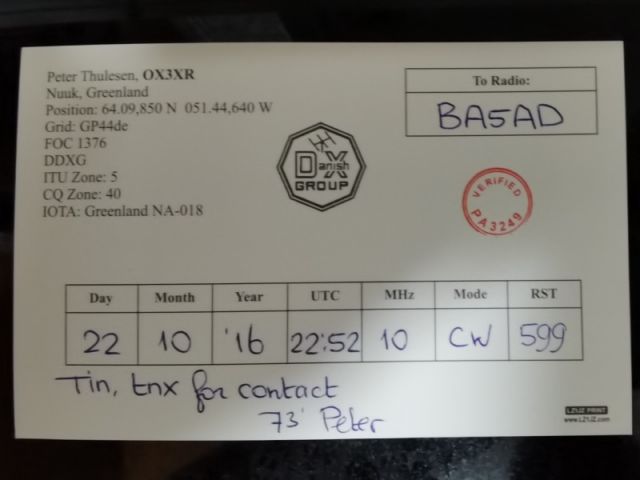 Peter Thulesen, OX3XR
Nuuk, Greenland
Position: 64.09,850 N 051.44,640 W
Grid: GP44de
FOC 1376
DDXG
ITU Zone: 5
CQ Zone: 40
IOTA: Greenland NA-018
DX
anish
GROUP
To Radio:
BA5AD
VERIFIED
PA3249
Day Month Year UTC MHz Mode RST
22 10 '16 22:52 10 CW 599
Tin, tnx for contact
73' Peter
LZ1JZ PRINT
www.LZ1JZ.com